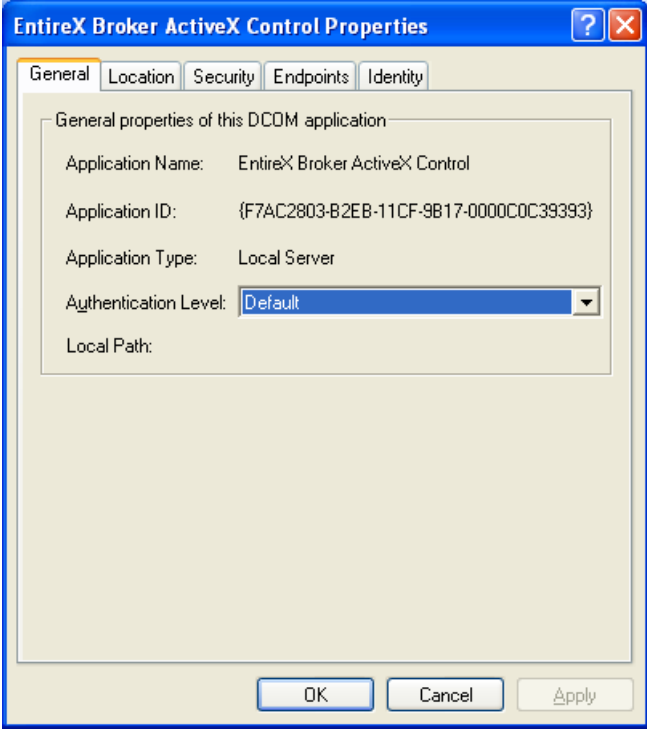 EntireX Broker ActiveX Control Properties
General Location Security Endpoints Identity
General properties of this DCOM application
Application Name: EntireX Broker ActiveX Control
Application ID: {F7AC2803-B2EB-11CF-9B17-0000C0C39393}
Application Type: Local Server
Authentication Level: Default
Local Path:
OK Cancel Apply